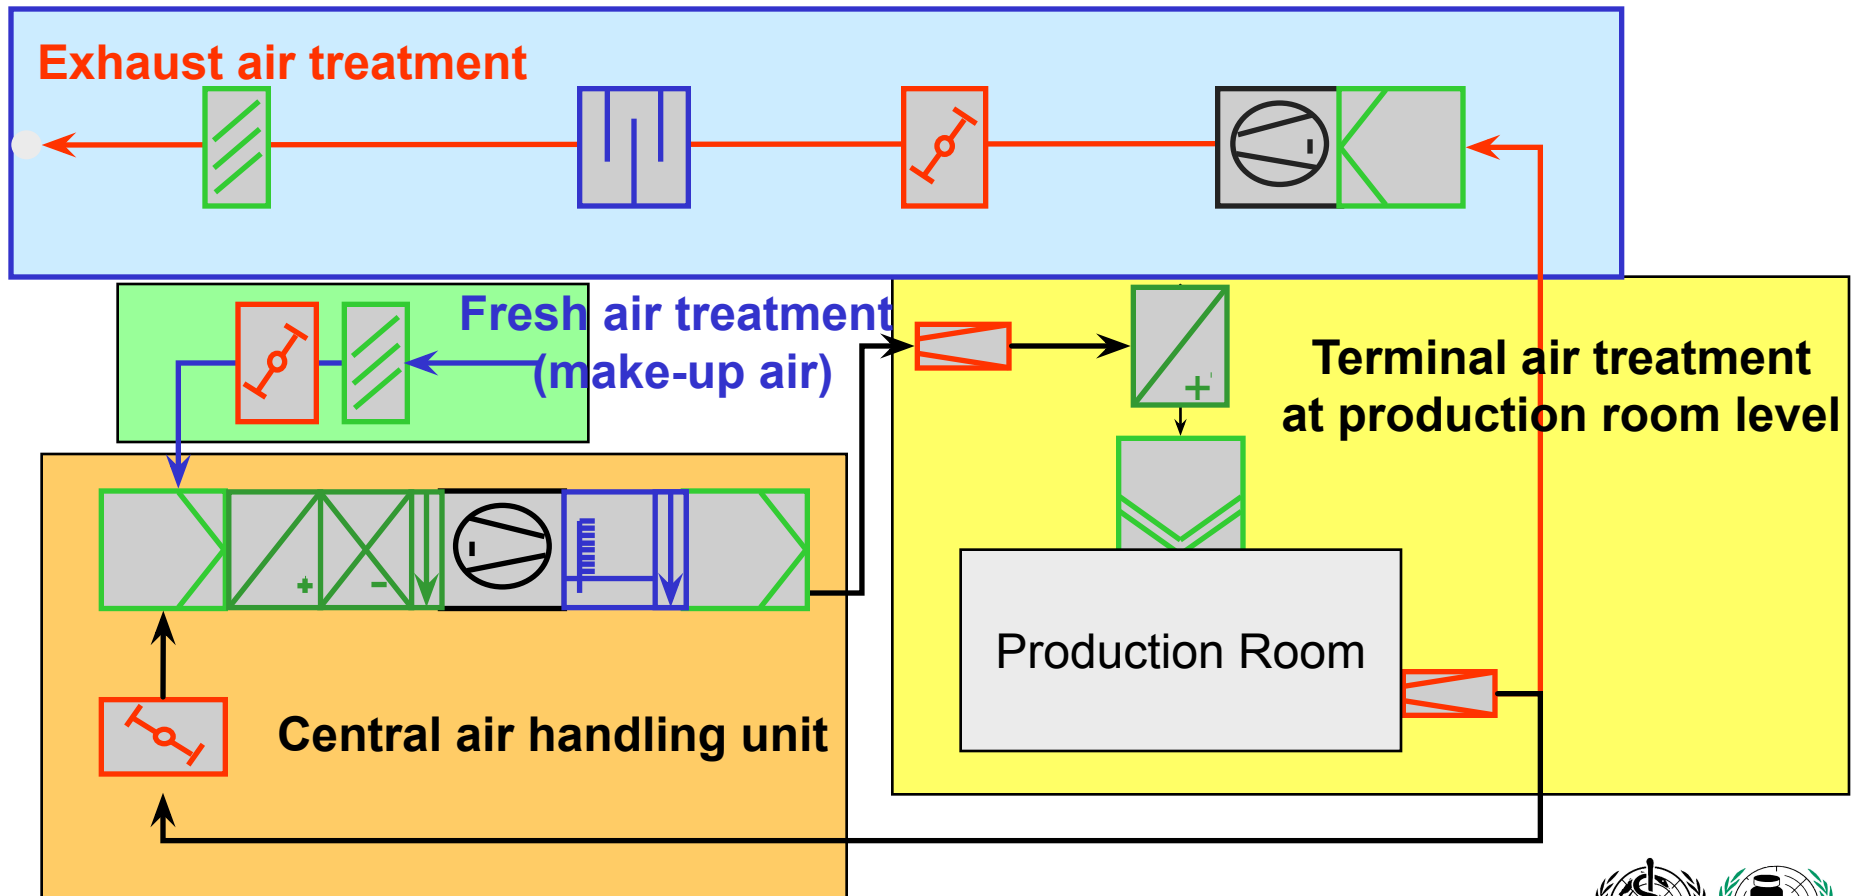 Exhaust air treatment
Fresh air treatment
(make-up air)
Terminal air treatment
at production room level
+
+
-
Production Room
Central air handling unit